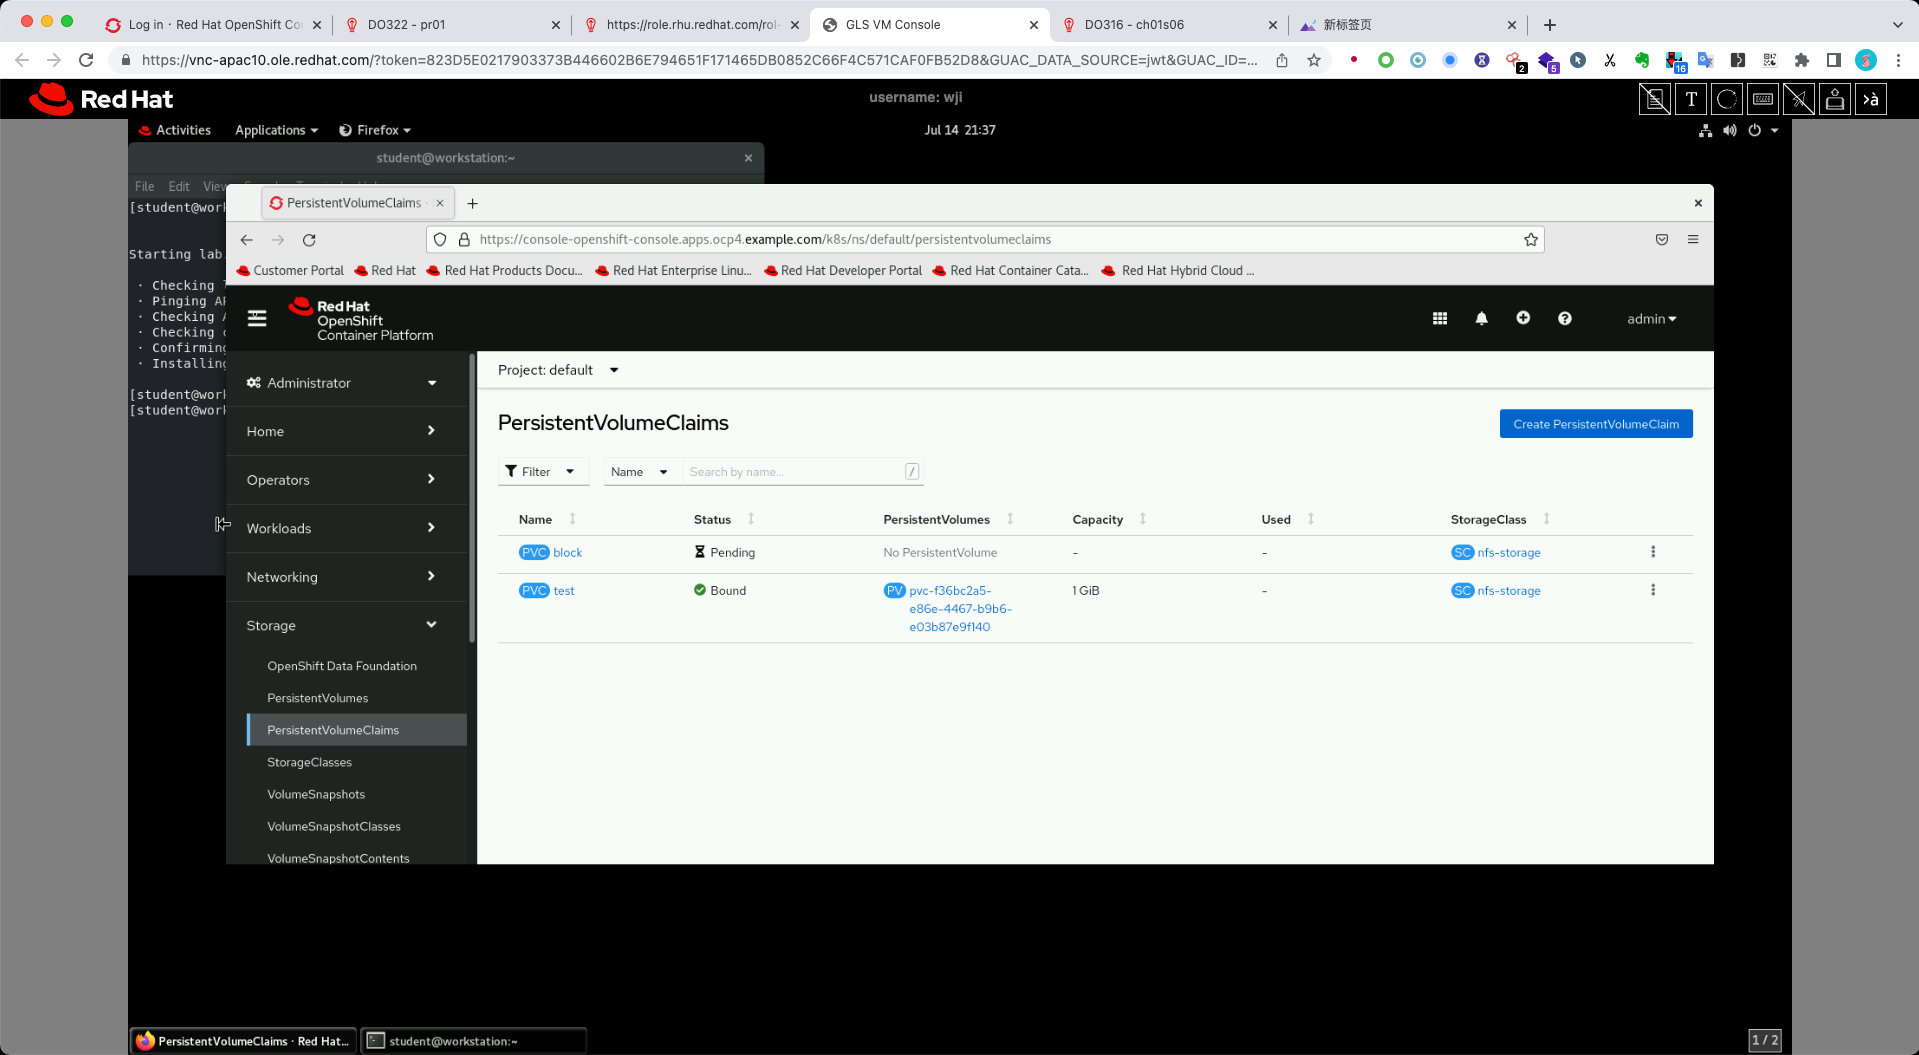 Log in · Red Hat OpenShift Co
DO322 - pr01
https://role.rhu.redhat.com/rol-
GLS VM Console
DO316 - ch01s06
新标签页
https://vnc-apac10.ole.redhat.com/?token=823D5E0217903373B446602B6E794651F171465DB0852C66F4C571CAF0FB52D8&GUAC_DATA_SOURCE=jwt&GUAC_ID=...
2
5
16
Red Hat
username: wji
T
›à
Activities
Applications
Firefox
Jul 14 21:37
student@workstation:~
File Edit View
[student@work
Starting lab.
· Checking
· Pinging AP
· Checking
· Checking
· Confirming
· Installing
[student@work
[student@work
PersistentVolumeClaims ·
https://console-openshift-console.apps.ocp4.example.com/k8s/ns/default/persistentvolumeclaims
Customer Portal
Red Hat
Red Hat Products Docu...
Red Hat Enterprise Linu...
Red Hat Developer Portal
Red Hat Container Cata...
Red Hat Hybrid Cloud ...
Red Hat
OpenShift
Container Platform
admin
Administrator
Home
Operators
Workloads
Networking
Storage
OpenShift Data Foundation
PersistentVolumes
PersistentVolumeClaims
StorageClasses
VolumeSnapshots
VolumeSnapshotClasses
VolumeSnapshotContents
Project: default
PersistentVolumeClaims
Create PersistentVolumeClaim
Filter
Name
Search by name...
/
Name Status PersistentVolumes Capacity Used StorageClass
PVC block Pending No PersistentVolume - - SC nfs-storage
PVC test Bound PV pvc-f36bc2a5-e86e-4467-b9b6-e03b87e9f140 1 GiB - SC nfs-storage
PersistentVolumeClaims · Red Hat...
student@workstation:~
1 / 2